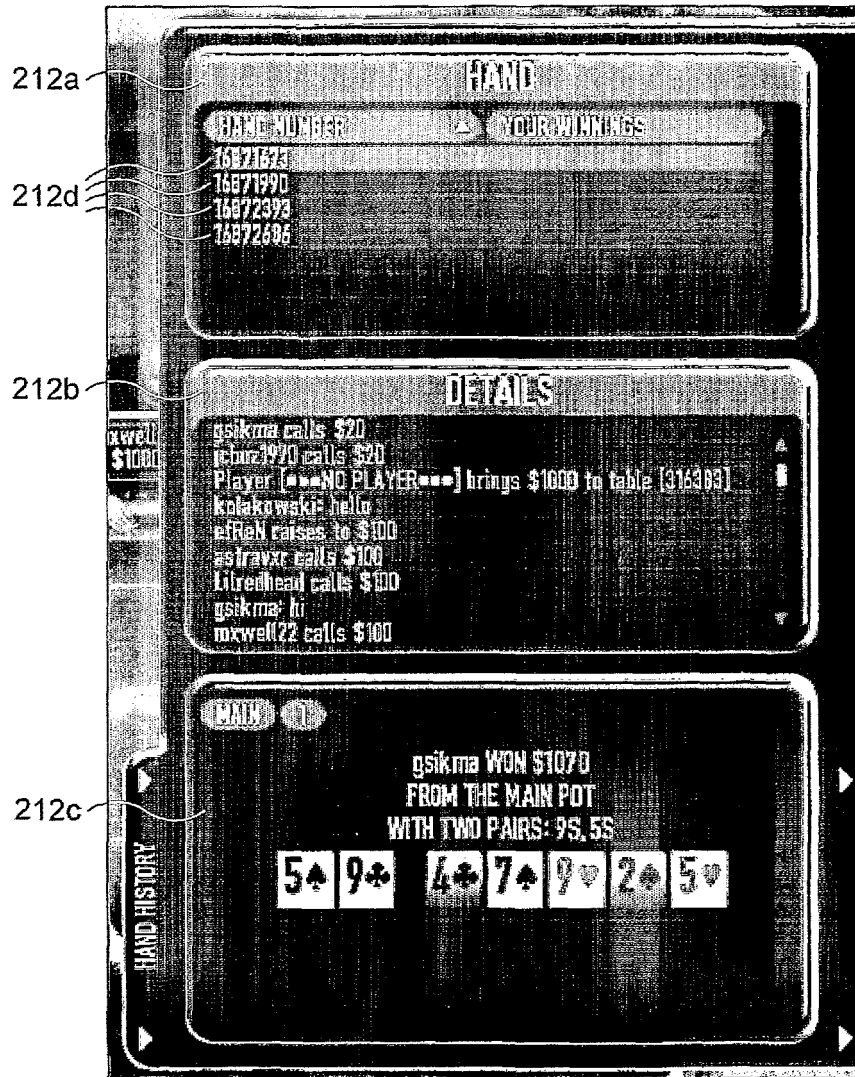 212a
HAND
HAND NUMBER YOUR WINNINGS
16871673
212d
16871990
16872393
16872686
212b
DETAILS
gsikma calls $20
jcbuz1970 calls $20
Player [***NO PLAYER***] brings $1000 to table [316383]
kolakowski: hello
efReN raises to $100
astravxr calls $100
Lilredhead calls $100
gsikma: hi
mxwell22 calls $100
xwell
$1000
MAIN 1
gsikma WON $1070
FROM THE MAIN POT
WITH TWO PAIRS: 9S, 5S
212c
5♠ 9♣ 4♣ 7♠ 9♥ 2♠ 5♥
HAND HISTORY